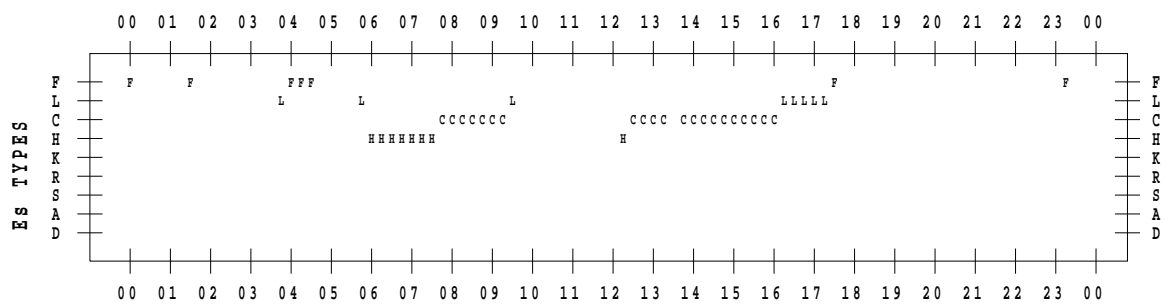 00 01 02 03 04 05 06 07 08 09 10 11 12 13 14 15 16 17 18 19 20 21 22 23 00
F F F FFF F F F
L L L L LLLLL L
C CCCCCCC CCCC CCCCCCCCCC C
H HHHHHHH H H
K K
R R
S S
A A
D D
Es TYPES
00 01 02 03 04 05 06 07 08 09 10 11 12 13 14 15 16 17 18 19 20 21 22 23 00